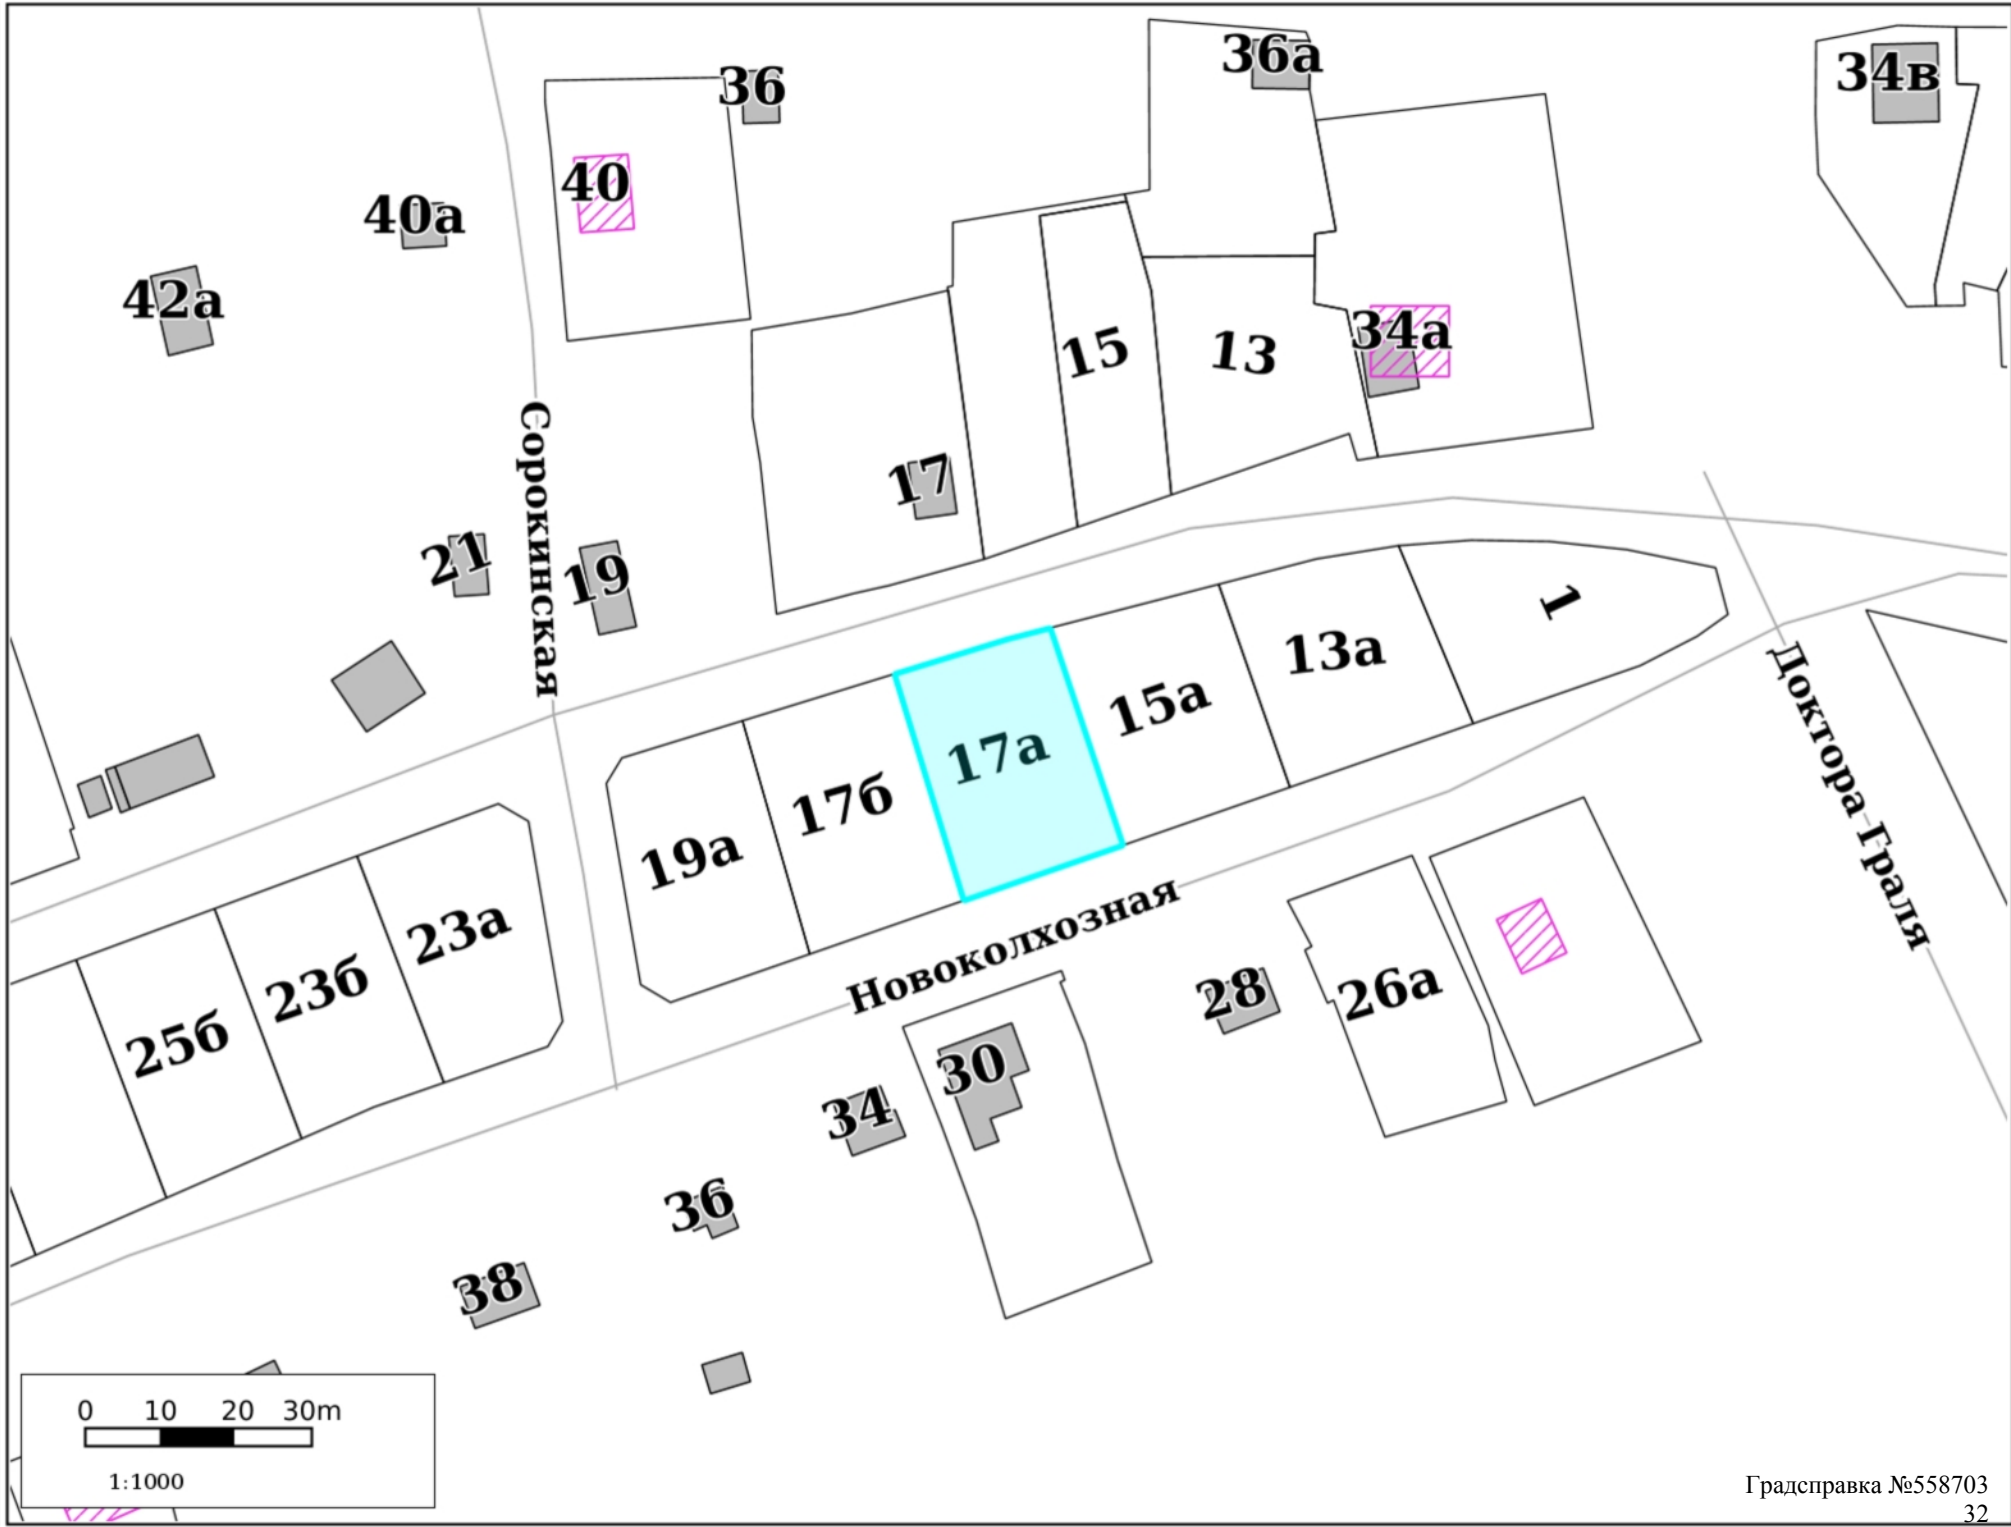 36
36а
34в
40
40а
42а
15
13
34а
Сорокинская
17
21
19
1
13а
15а
17а
17б
19а
Доктора Граля
23а
23б
25б
Новоколхозная
28
26а
30
34
36
38
0 10 20 30m
1:1000
Градсправка №558703
32